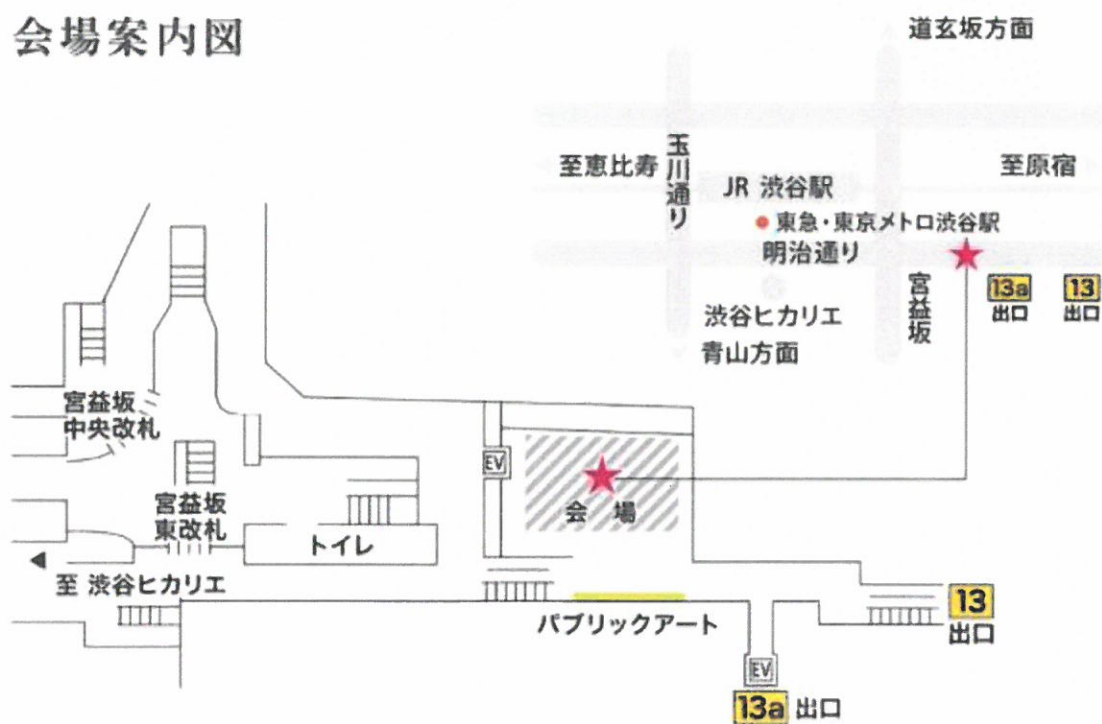 会場案内図
道玄坂方面
至恵比寿
玉川通り
JR 渋谷駅
至原宿
東急・東京メトロ渋谷駅
明治通り
宮益坂
13a
出口
13
出口
渋谷ヒカリエ
青山方面
宮益坂
中央改札
EV
会 場
宮益坂
東改札
トイレ
至 渋谷ヒカリエ
パブリックアート
13
出口
EV
13a 出口